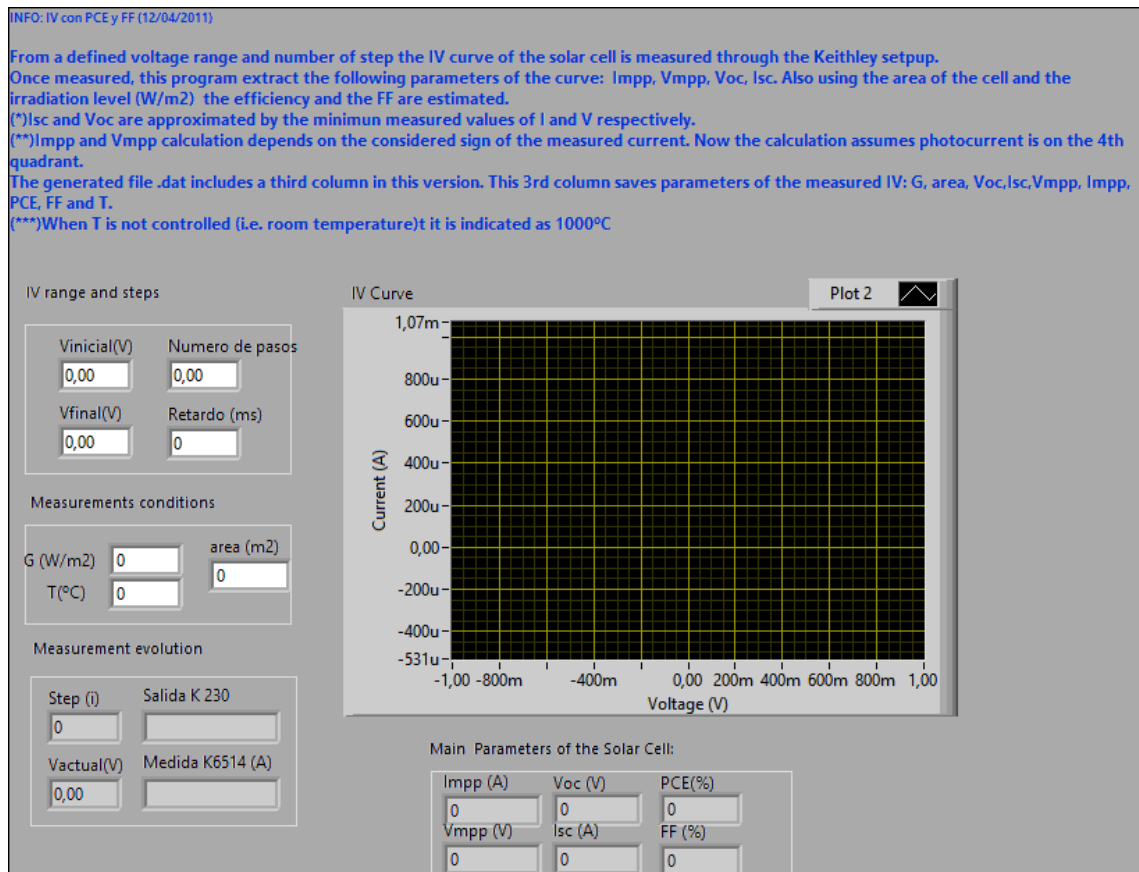 INFO: IV con PCE y FF (12/04/2011)
From a defined voltage range and number of step the IV curve of the solar cell is measured through the Keithley setpup.
Once measured, this program extract the following parameters of the curve: Impp, Vmpp, Voc, Isc. Also using the area of the cell and the
irradiation level (W/m2) the efficiency and the FF are estimated.
(*)Isc and Voc are approximated by the minimun measured values of I and V respectively.
(**)Impp and Vmpp calculation depends on the considered sign of the measured current. Now the calculation assumes photocurrent is on the 4th
quadrant.
The generated file .dat includes a third column in this version. This 3rd column saves parameters of the measured IV: G, area, Voc,Isc,Vmpp, Impp,
PCE, FF and T.
(***)When T is not controlled (i.e. room temperature)t it is indicated as 1000ºC
IV range and steps
Vinicial(V) Numero de pasos
0,00 0,00
Vfinal(V) Retardo (ms)
0,00 0
Measurements conditions
G (W/m2) 0 area (m2)
T(ºC) 0 0
Measurement evolution
Step (i) Salida K 230
0
Vactual(V) Medida K6514 (A)
0,00
IV Curve
Plot 2
1,07m
800u
600u
400u
200u
0,00
-200u
-400u
-531u
Current (A)
-1,00 -800m -400m 0,00 200m 400m 600m 800m 1,00
Voltage (V)
Main Parameters of the Solar Cell:
Impp (A) Voc (V) PCE(%)
0 0 0
Vmpp (V) Isc (A) FF (%)
0 0 0